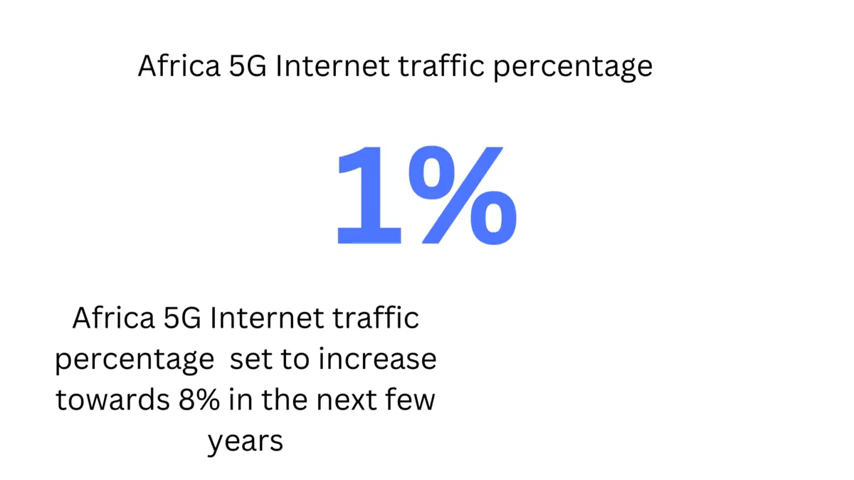 Africa 5G Internet traffic percentage
1%
Africa 5G Internet traffic
percentage  set to increase
towards 8% in the next few
years